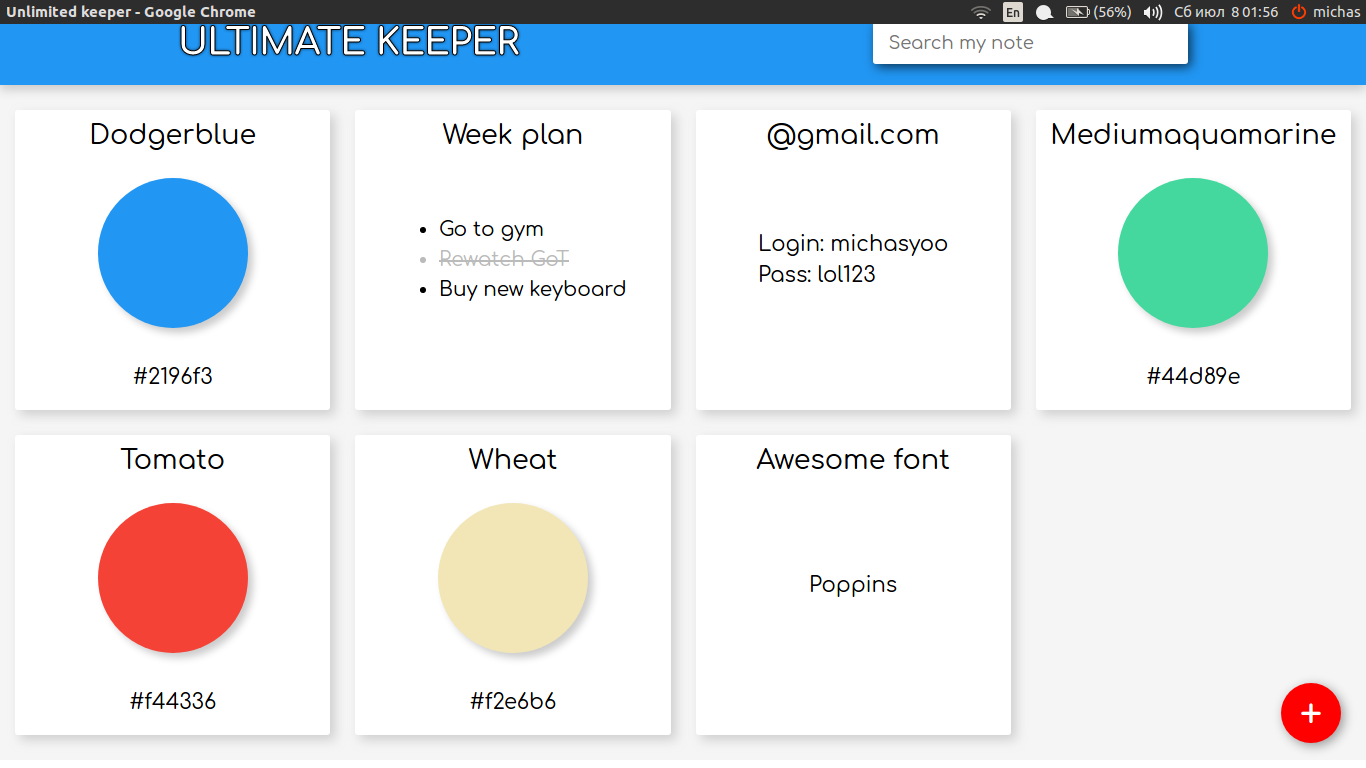 Unlimited keeper - Google Chrome
En
(56%)
Сб июл 8 01:56
michas
ULTIMATE KEEPER
Search my note
Dodgerblue
#2196f3
Week plan
Go to gym
Rewatch GoT
Buy new keyboard
@gmail.com
Login: michasyoo
Pass: lol123
Mediumaquamarine
#44d89e
Tomato
#f44336
Wheat
#f2e6b6
Awesome font
Poppins
+